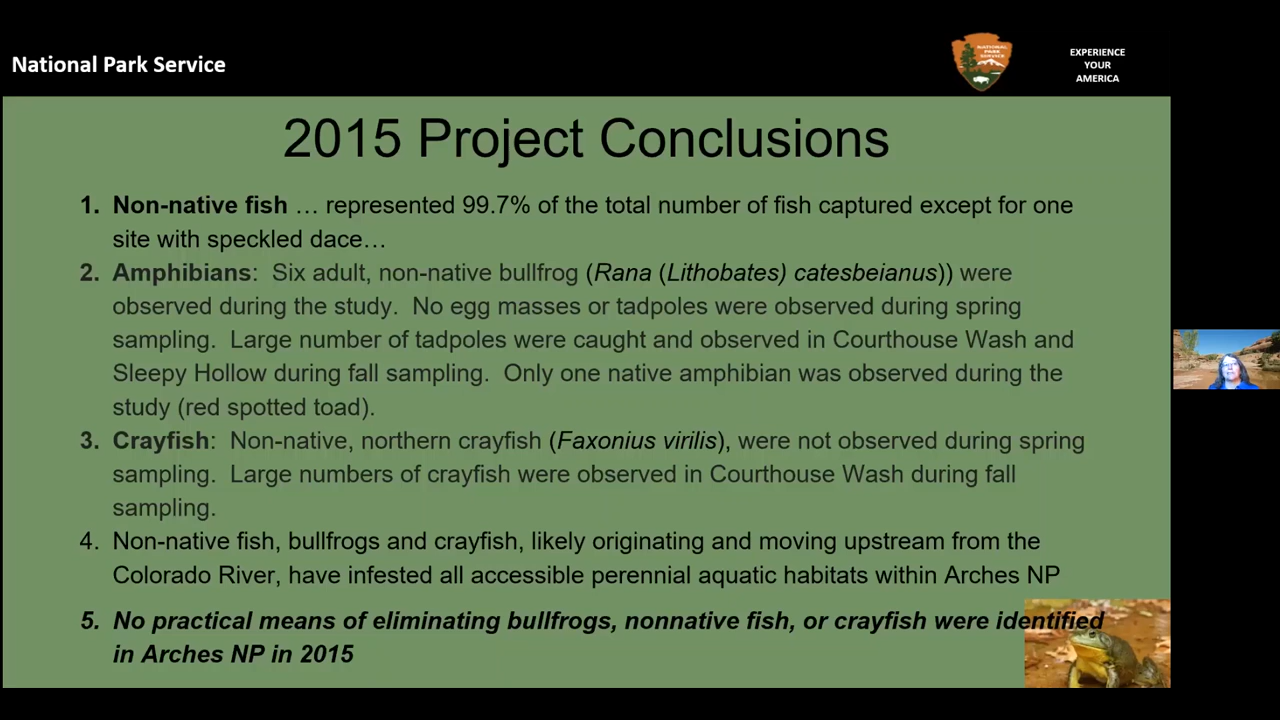 National Park Service
NATIONAL
PARK
SERVICE
EXPERIENCE
YOUR
AMERICA
2015 Project Conclusions
1. Non-native fish … represented 99.7% of the total number of fish captured except for one
site with speckled dace…
2. Amphibians: Six adult, non-native bullfrog (Rana (Lithobates) catesbeianus)) were
observed during the study. No egg masses or tadpoles were observed during spring
sampling. Large number of tadpoles were caught and observed in Courthouse Wash and
Sleepy Hollow during fall sampling. Only one native amphibian was observed during the
study (red spotted toad).
3. Crayfish: Non-native, northern crayfish (Faxonius virilis), were not observed during spring
sampling. Large numbers of crayfish were observed in Courthouse Wash during fall
sampling.
4. Non-native fish, bullfrogs and crayfish, likely originating and moving upstream from the
Colorado River, have infested all accessible perennial aquatic habitats within Arches NP
5. No practical means of eliminating bullfrogs, nonnative fish, or crayfish were identified
in Arches NP in 2015